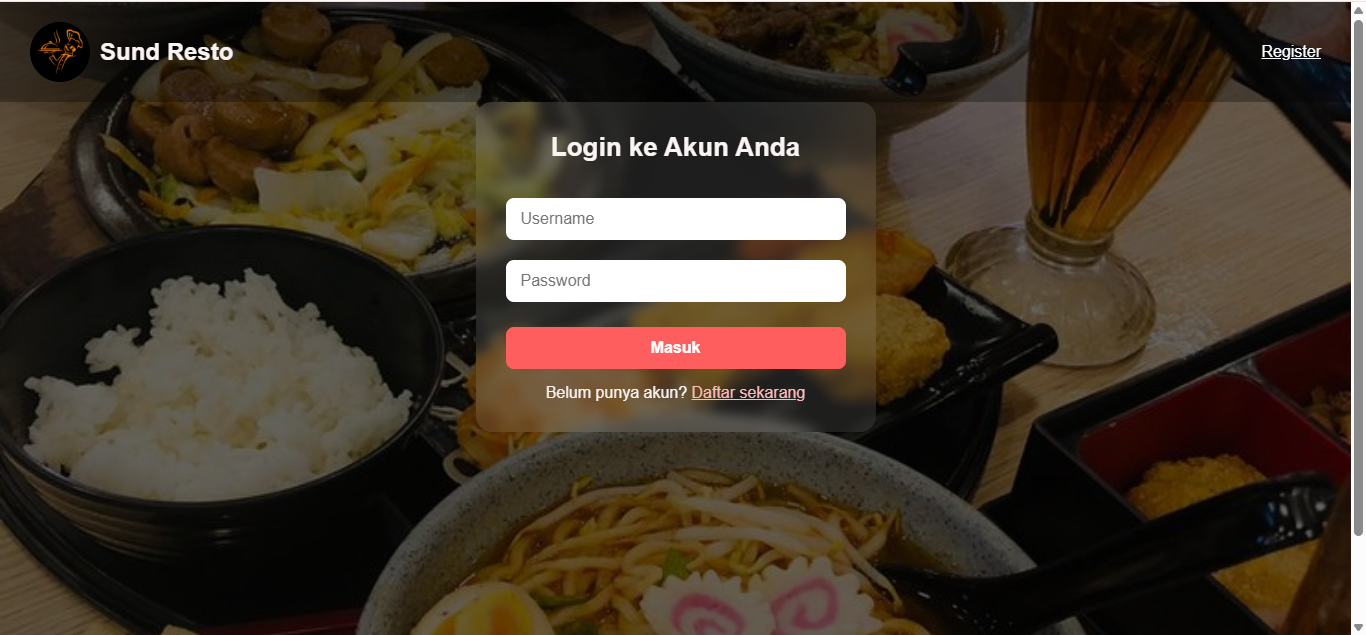 Sund Resto
Register
Login ke Akun Anda
Username
Password
Masuk
Belum punya akun? Daftar sekarang